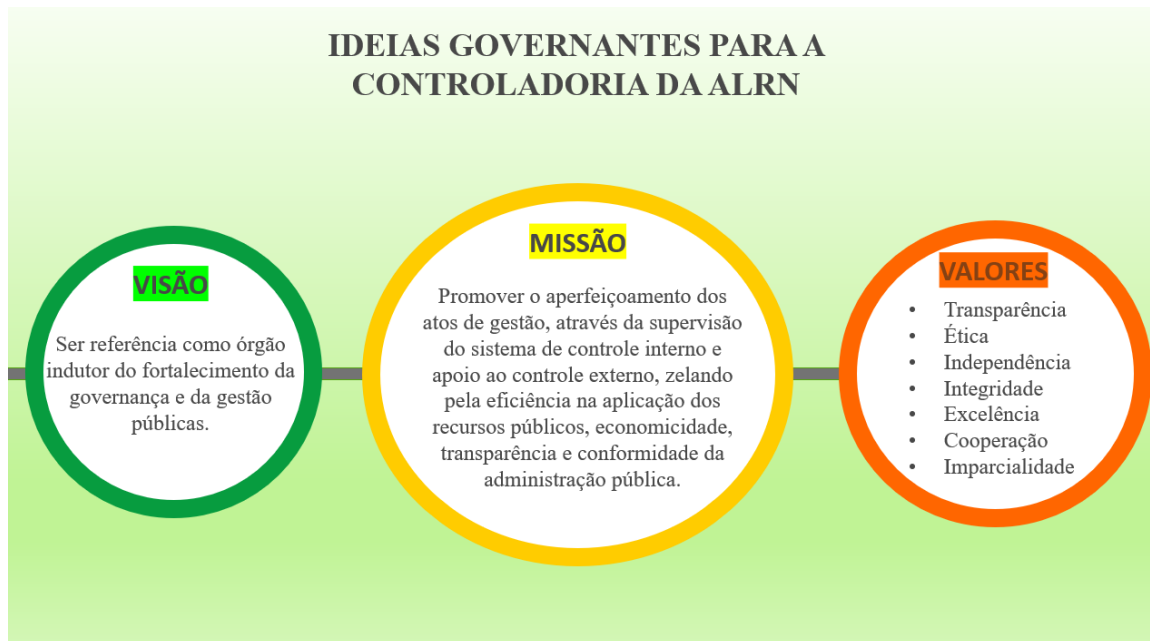 IDEIAS GOVERNANTES PARA A
CONTROLADORIA DA ALRN
VISÃO
Ser referência como órgão
indutor do fortalecimento da
governança e da gestão
públicas.
MISSÃO
Promover o aperfeiçoamento dos
atos de gestão, através da supervisão
do sistema de controle interno e
apoio ao controle externo, zelando
pela eficiência na aplicação dos
recursos públicos, economicidade,
transparência e conformidade da
administração pública.
VALORES
• Transparência
• Ética
• Independência
• Integridade
• Excelência
• Cooperação
• Imparcialidade